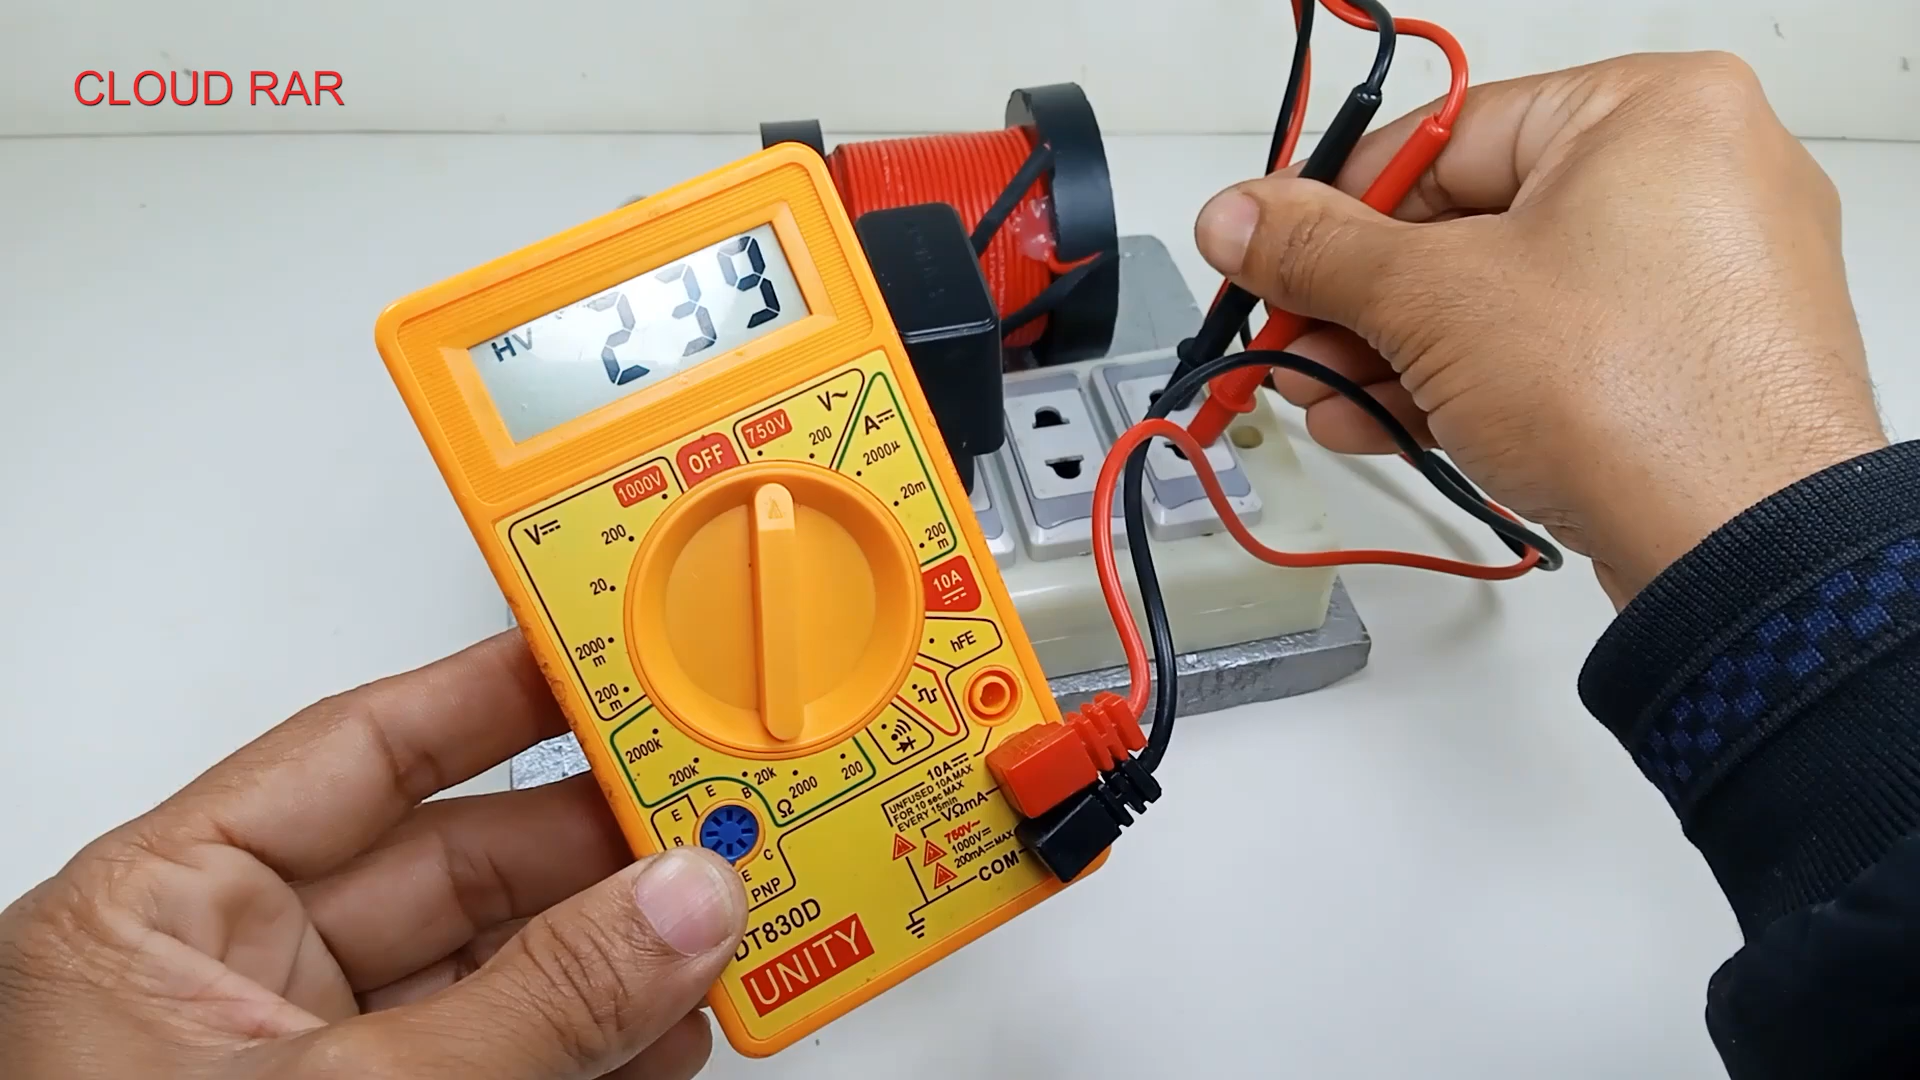 CLOUD RAR
HV 239
OFF
750V
V~
200
A⎓
2000µ
20m
200
m
10A
hFE
1000V
V⎓
200
20
2000
m
200
m
2000k
200k
20k
2000
200
Ω
E
B
E
E
B
C
PNP
10A⎓
UNFUSED 10A MAX
FOR 10 sec MAX
EVERY 15min
VΩmA
750V~
1000V⎓
200mA⎓MAX
COM
DT830D
UNITY